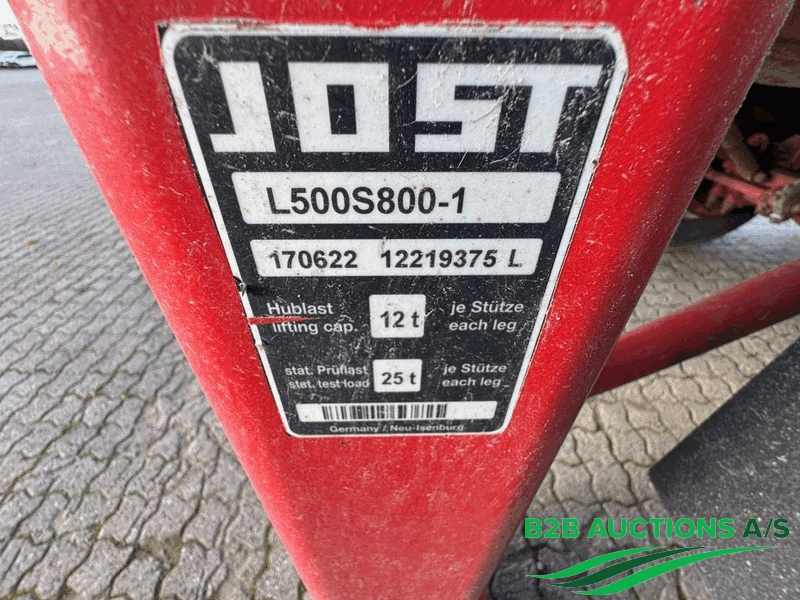 JOST
L500S800-1
170622 12219375 L
Hublast
lifting cap.
12 t
je Stütze
each leg
stat. Prüflast
stat. test load
25 t
je Stütze
each leg
Germany / Neu-Isenburg
B2B AUCTIONS A/S